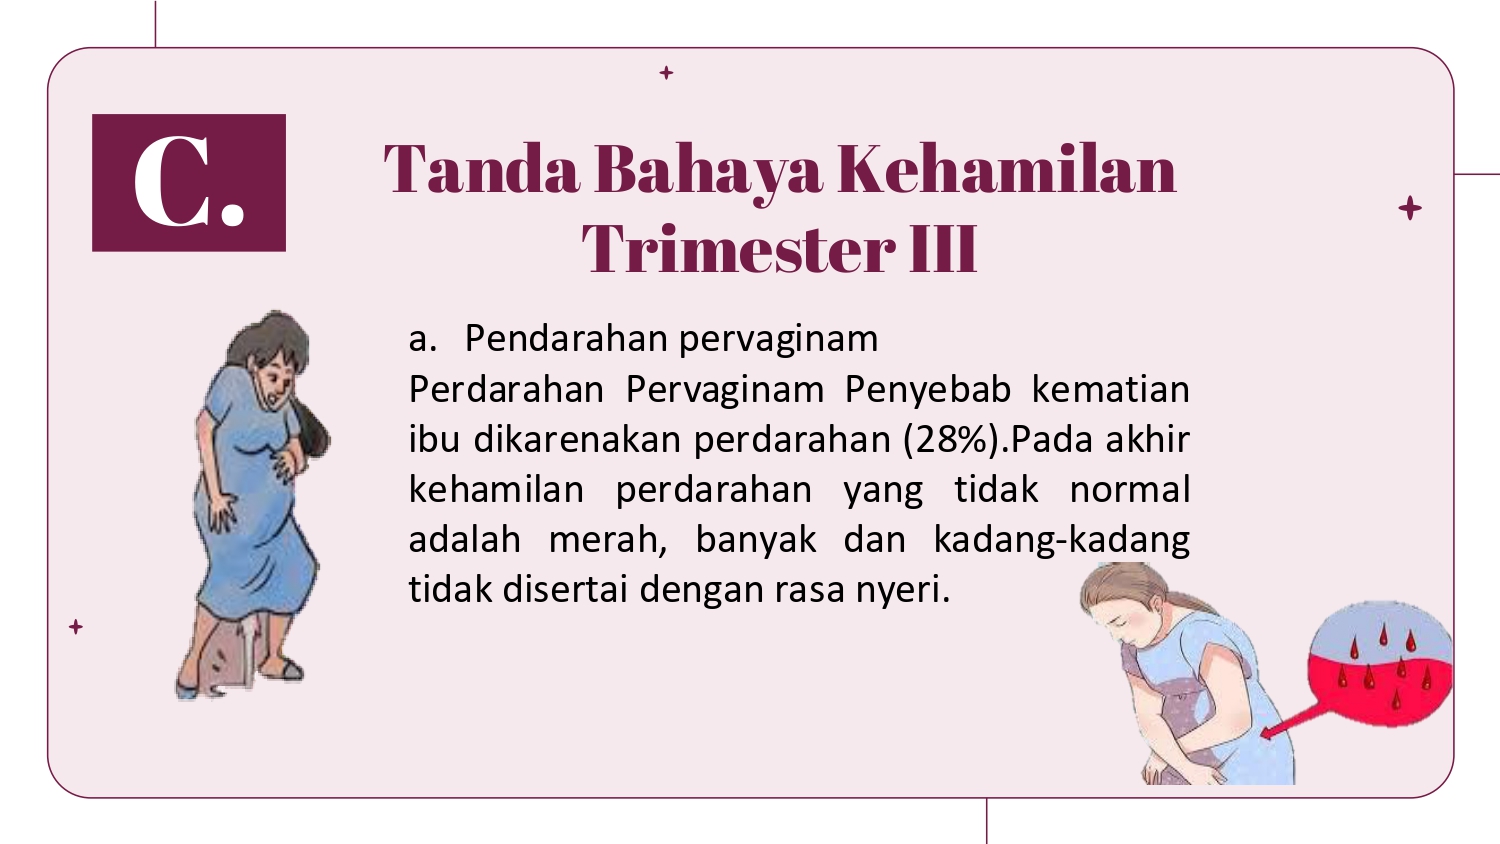 C.
Tanda Bahaya Kehamilan
Trimester III
a. Pendarahan pervaginam
Perdarahan Pervaginam Penyebab kematian
ibu dikarenakan perdarahan (28%).Pada akhir
kehamilan perdarahan yang tidak normal
adalah merah, banyak dan kadang-kadang
tidak disertai dengan rasa nyeri.